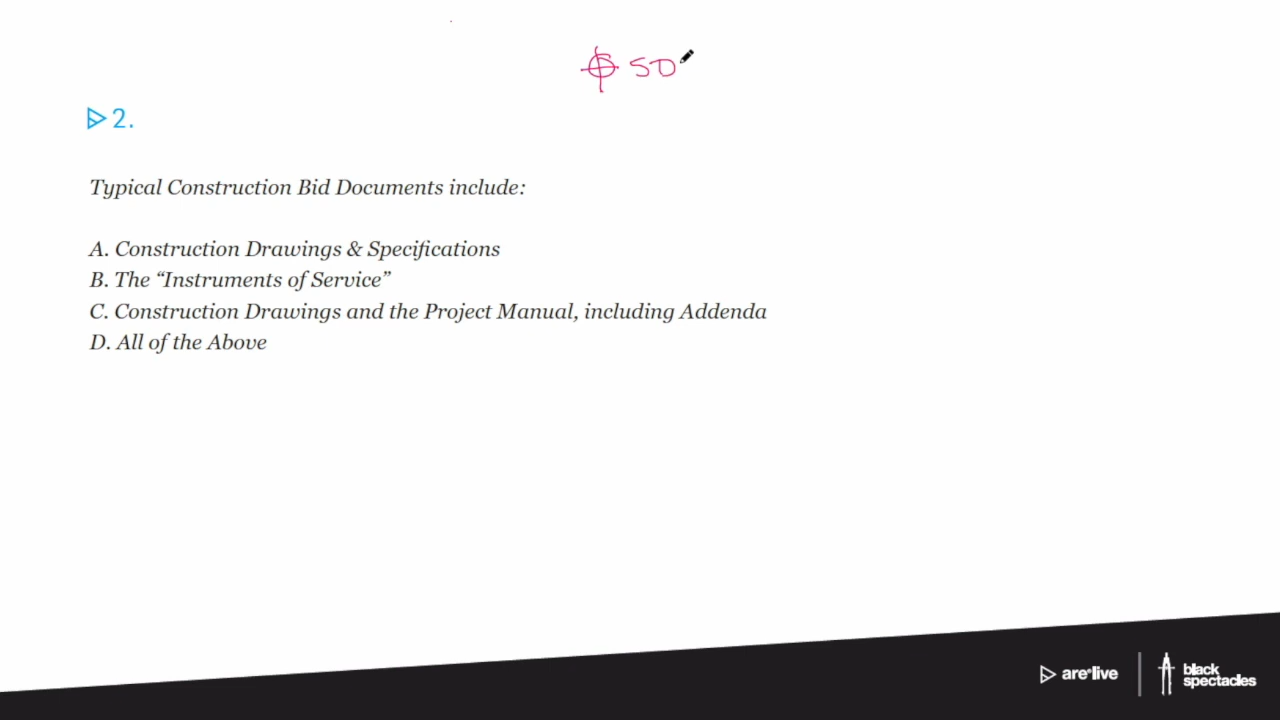 SD
2.
Typical Construction Bid Documents include:
A. Construction Drawings & Specifications
B. The “Instruments of Service”
C. Construction Drawings and the Project Manual, including Addenda
D. All of the Above
are®live
black
spectacles